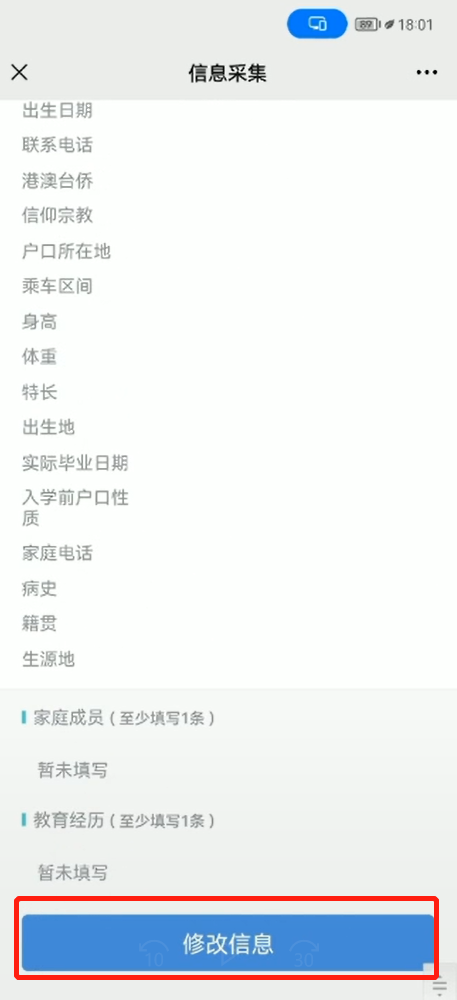 89 18:01
信息采集
出生日期
联系电话
港澳台侨
信仰宗教
户口所在地
乘车区间
身高
体重
特长
出生地
实际毕业日期
入学前户口性
质
家庭电话
病史
籍贯
生源地
家庭成员 ( 至少填写1条 )
暂未填写
教育经历 ( 至少填写1条 )
暂未填写
修改信息
10 30